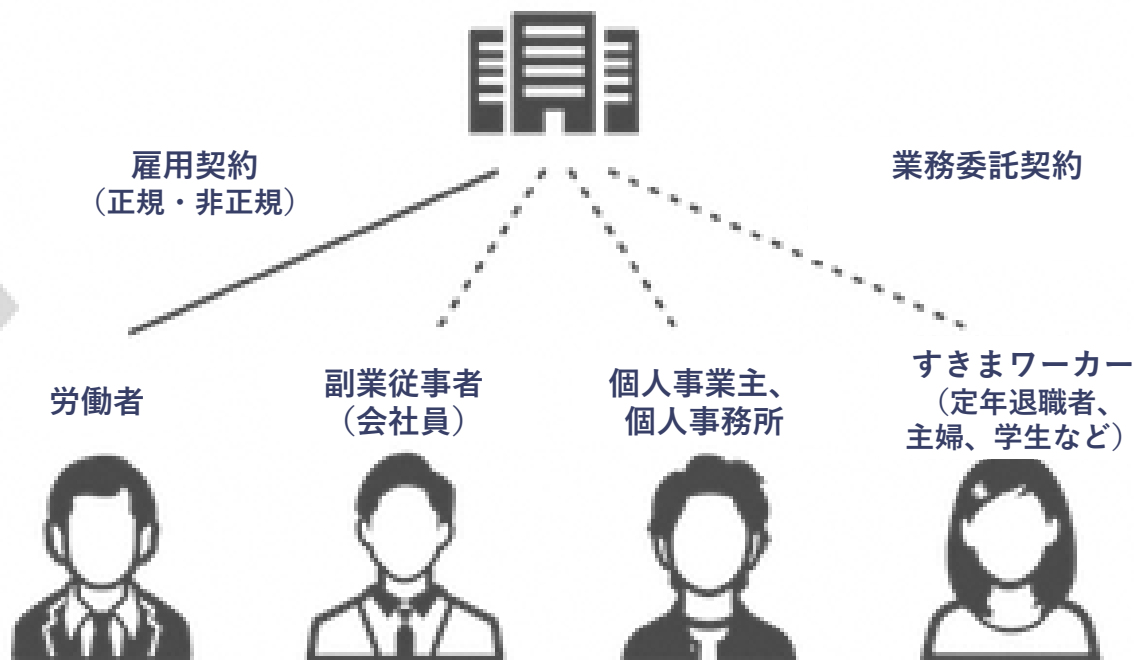 雇用契約
（正規・非正規）
業務委託契約
労働者
副業従事者
（会社員）
個人事業主、
個人事務所
すきまワーカー
（定年退職者、
主婦、学生など）